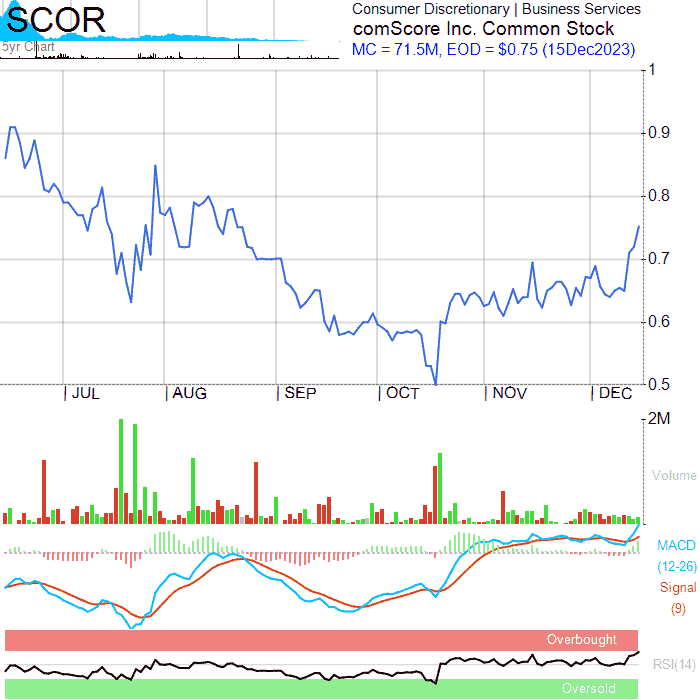 SCOR
Consumer Discretionary | Business Services
comScore Inc. Common Stock
5yr Chart
MC = 71.5M, EOD = $0.75 (15Dec2023)
1
0.9
0.8
0.7
0.6
0.5
JUL AUG SEP OCT NOV DEC
2M
Volume
MACD
(12-26)
Signal
(9)
Overbought
RSI(14)
Oversold